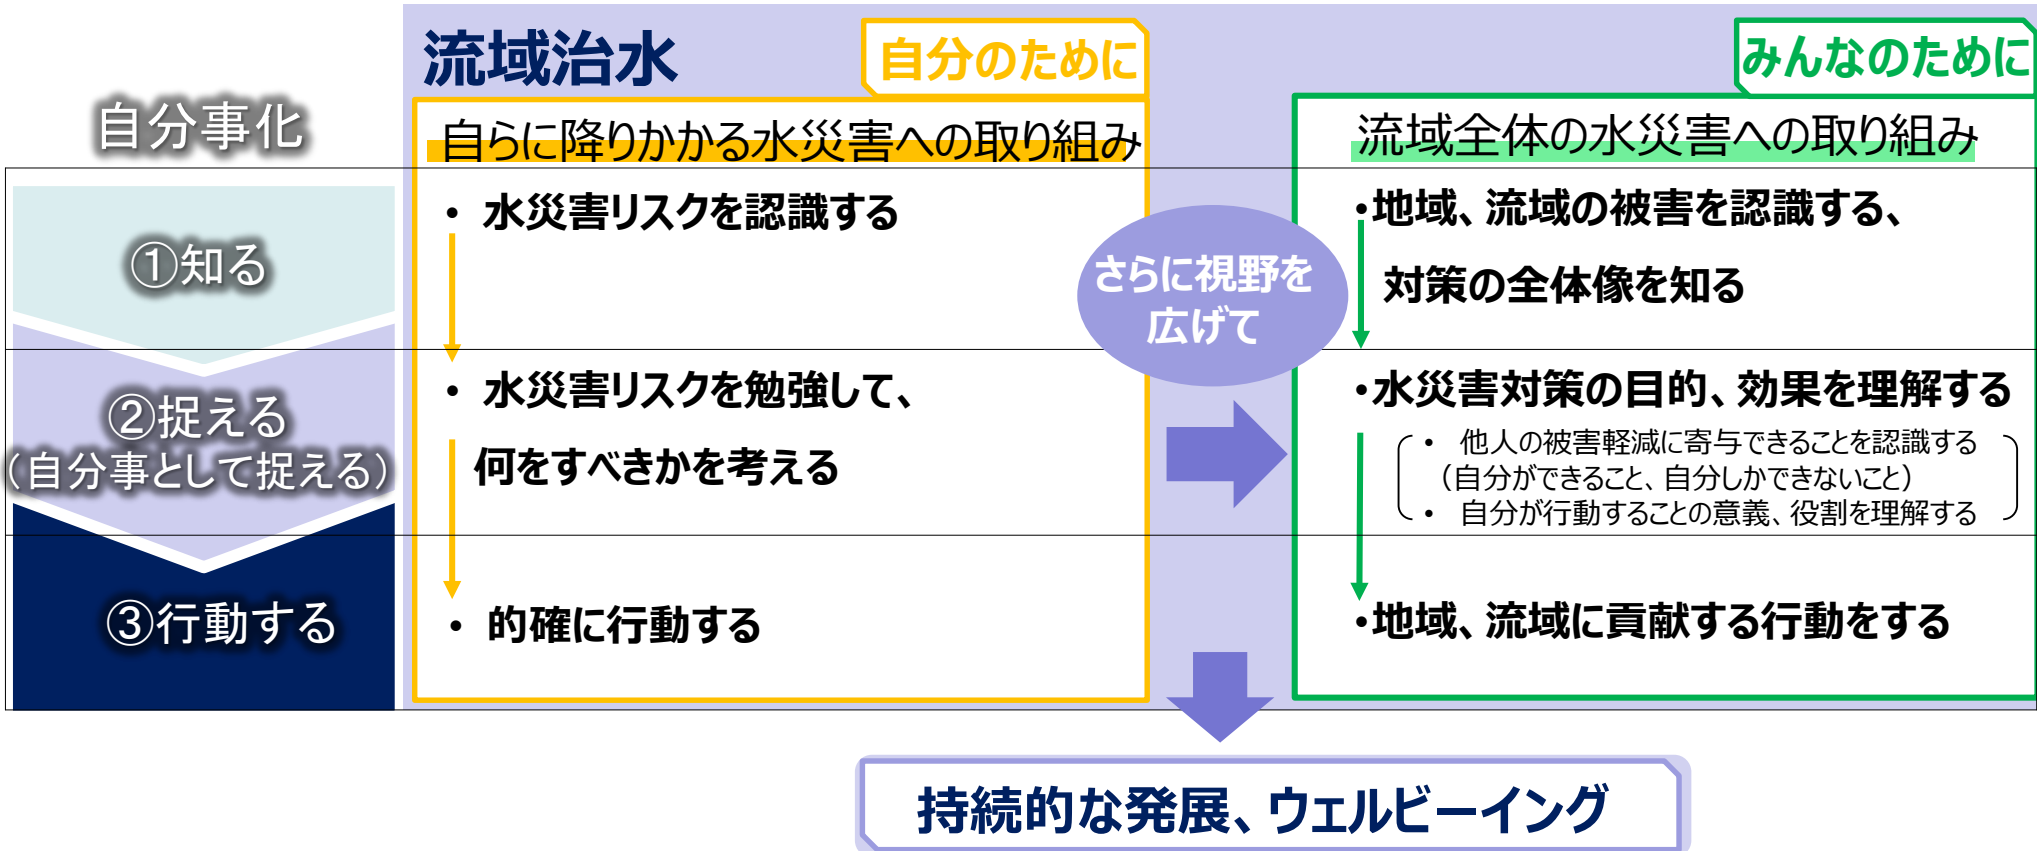 流域治水
自分のために
みんなのために
自分事化
自らに降りかかる水災害への取り組み
流域全体の水災害への取り組み
①知る
・ 水災害リスクを認識する
さらに視野を
広げて
・地域、流域の被害を認識する、
対策の全体像を知る
②捉える
（自分事として捉える）
・ 水災害リスクを勉強して、
何をすべきかを考える
・水災害対策の目的、効果を理解する
・ 他人の被害軽減に寄与できることを認識する
（自分ができること、自分しかできないこと）
・ 自分が行動することの意義、役割を理解する
③行動する
・ 的確に行動する
・地域、流域に貢献する行動をする
持続的な発展、ウェルビーイング